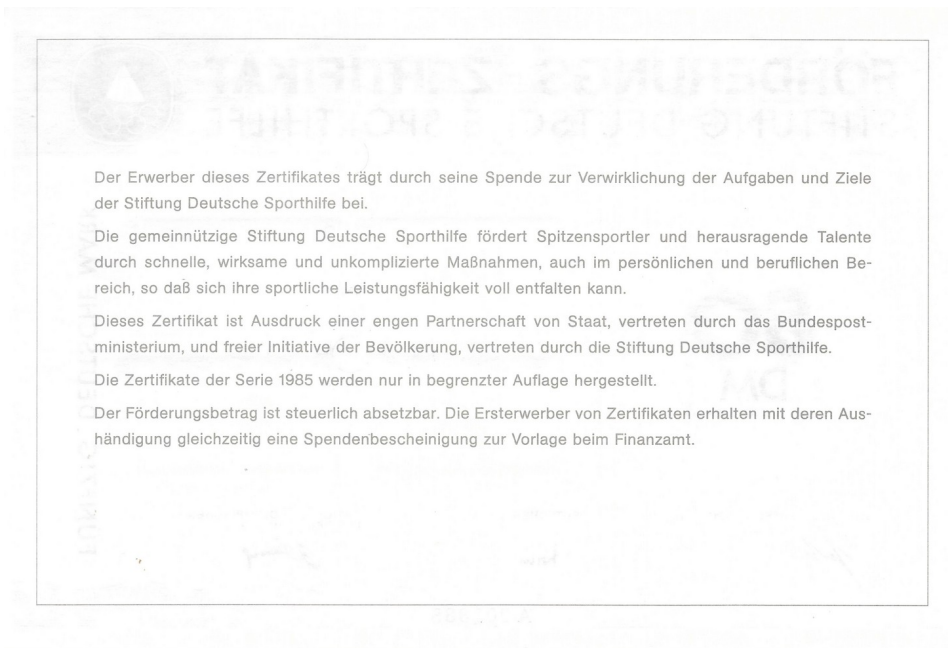 Der Erwerber dieses Zertifikates trägt durch seine Spende zur Verwirklichung der Aufgaben und Ziele
der Stiftung Deutsche Sporthilfe bei.
Die gemeinnützige Stiftung Deutsche Sporthilfe fördert Spitzensportler und herausragende Talente
durch schnelle, wirksame und unkomplizierte Maßnahmen, auch im persönlichen und beruflichen Be-
reich, so daß sich ihre sportliche Leistungsfähigkeit voll entfalten kann.
Dieses Zertifikat ist Ausdruck einer engen Partnerschaft von Staat, vertreten durch das Bundespost-
ministerium, und freier Initiative der Bevölkerung, vertreten durch die Stiftung Deutsche Sporthilfe.
Die Zertifikate der Serie 1985 werden nur in begrenzter Auflage hergestellt.
Der Förderungsbetrag ist steuerlich absetzbar. Die Ersterwerber von Zertifikaten erhalten mit deren Aus-
händigung gleichzeitig eine Spendenbescheinigung zur Vorlage beim Finanzamt.